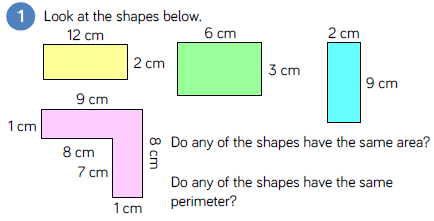 1 Look at the shapes below.
12 cm
2 cm
6 cm
3 cm
2 cm
9 cm
9 cm
1 cm
8 cm
7 cm
8 cm
1 cm
Do any of the shapes have the same area?
Do any of the shapes have the same
perimeter?